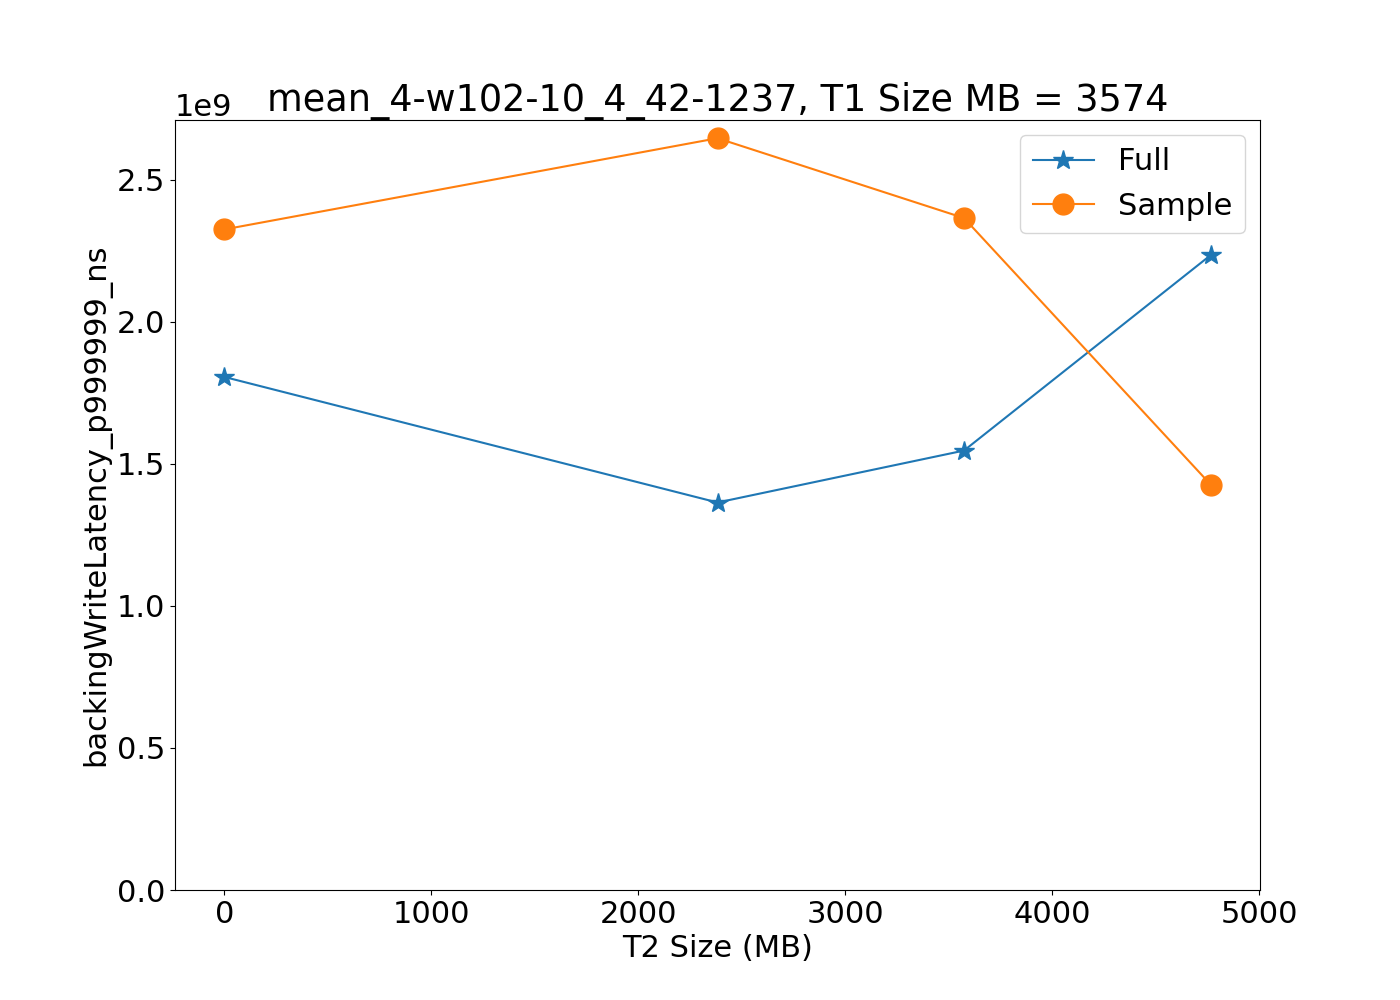 1e9
mean_4-w102-10_4_42-1237, T1 Size MB = 3574
Full
Sample
backingWriteLatency_p999999_ns
2.5
2.0
1.5
1.0
0.5
0.0
0 1000 2000 3000 4000 5000
T2 Size (MB)